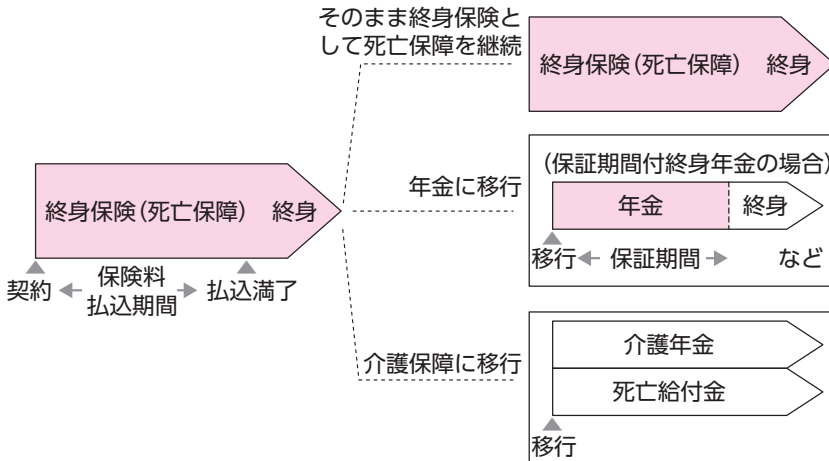 そのまま終身保険と
して死亡保障を継続
終身保険(死亡保障) 終身
終身保険(死亡保障) 終身
契約
保険料
払込期間
払込満了
年金に移行
(保証期間付終身年金の場合)
年金
終身
移行
保証期間
など
介護保障に移行
介護年金
死亡給付金
移行